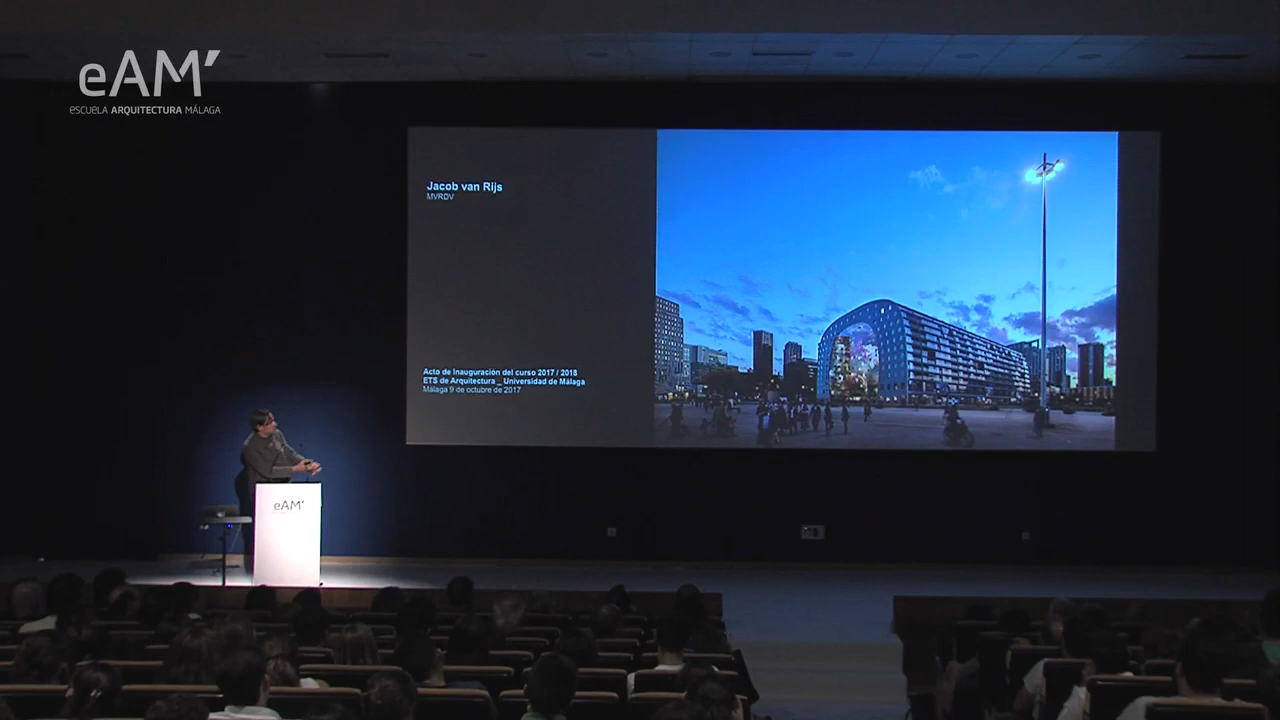 eAM'
ESCUELA ARQUITECTURA MÁLAGA
Jacob van Rijs
MVRDV
Acto de Inauguración del curso 2017 / 2018
ETS de Arquitectura _ Universidad de Málaga
Málaga 9 de octubre de 2017
eAM'